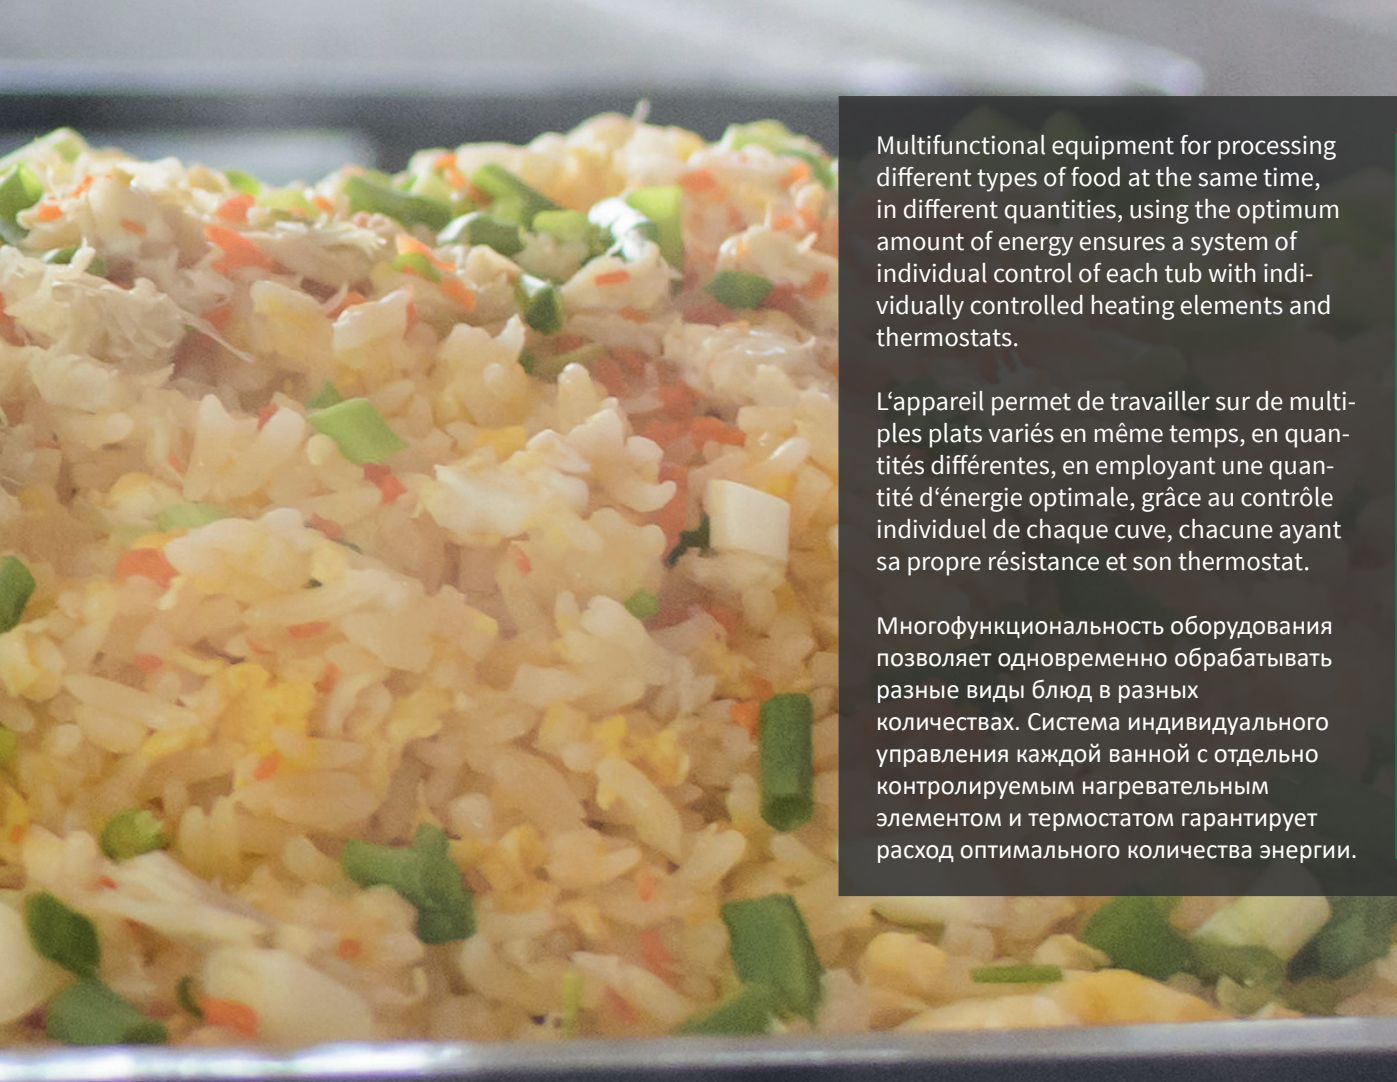 Multifunctional equipment for processing
different types of food at the same time,
in different quantities, using the optimum
amount of energy ensures a system of
individual control of each tub with indi-
vidually controlled heating elements and
thermostats.
L‘appareil permet de travailler sur de multi-
ples plats variés en même temps, en quan-
tités différentes, en employant une quan-
tité d‘énergie optimale, grâce au contrôle
individuel de chaque cuve, chacune ayant
sa propre résistance et son thermostat.
Многофункциональность оборудования
позволяет одновременно обрабатывать
разные виды блюд в разных
количествах. Система индивидуального
управления каждой ванной с отдельно
контролируемым нагревательным
элементом и термостатом гарантирует
расход оптимального количества энергии.